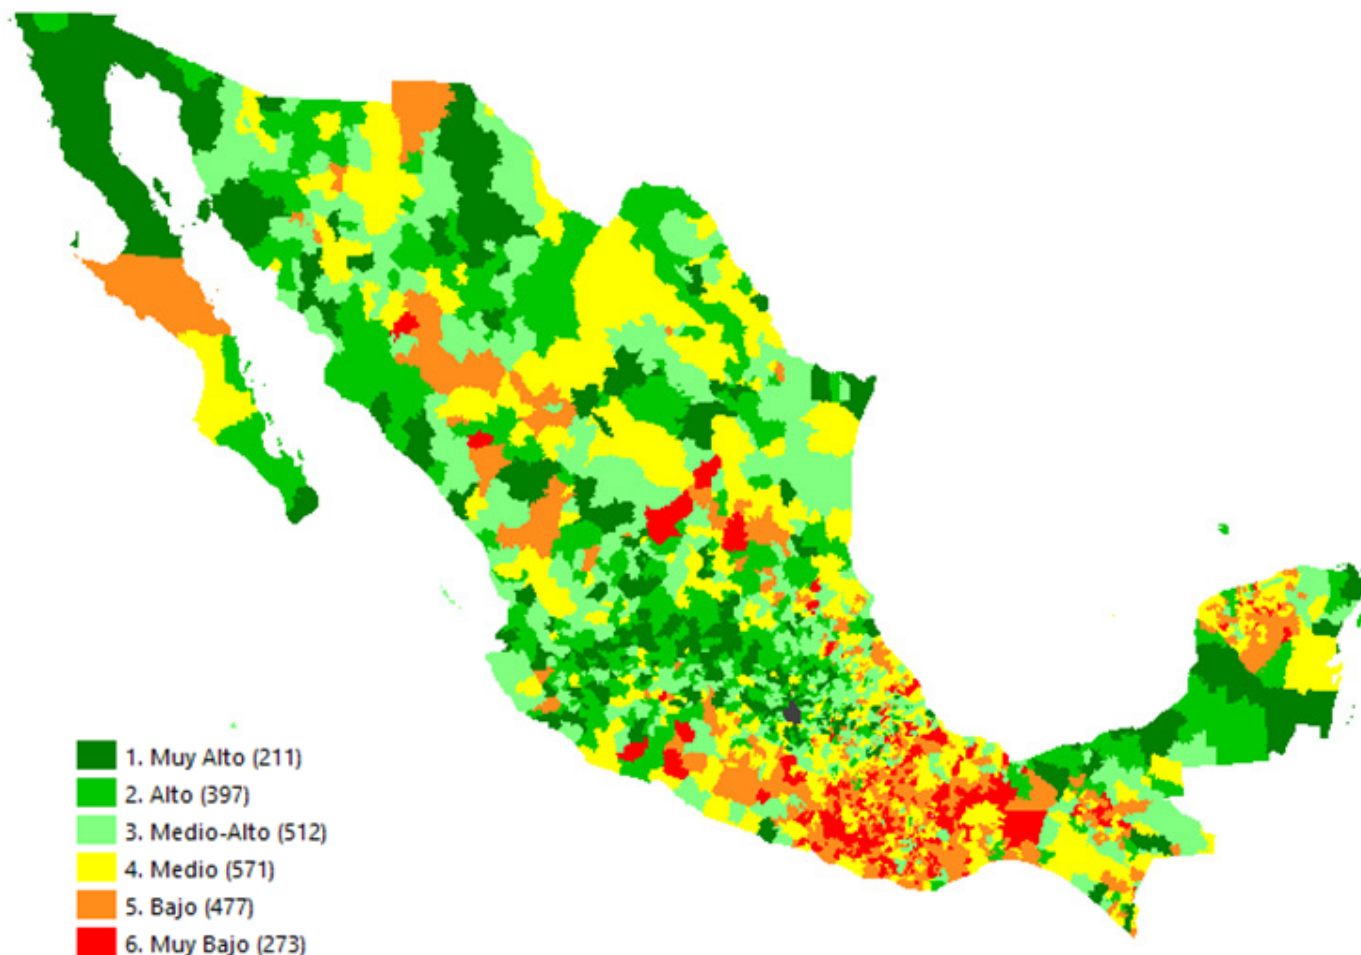 1. Muy Alto (211)
2. Alto (397)
3. Medio-Alto (512)
4. Medio (571)
5. Bajo (477)
6. Muy Bajo (273)